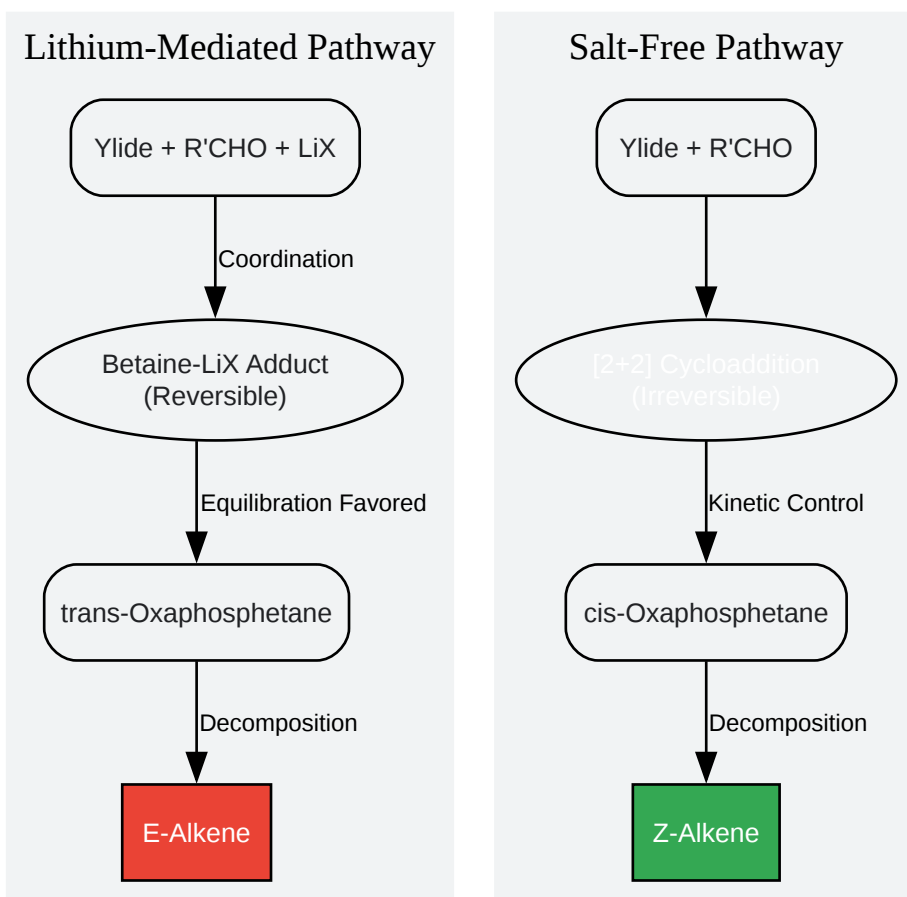 Lithium-Mediated Pathway
Ylide + R'CHO + LiX
Coordination
Betaine-LiX Adduct
(Reversible)
Equilibration Favored
trans-Oxaphosphetane
Decomposition
E-Alkene
Salt-Free Pathway
Ylide + R'CHO
[2+2] Cycloaddition
(Irreversible)
Kinetic Control
cis-Oxaphosphetane
Decomposition
Z-Alkene